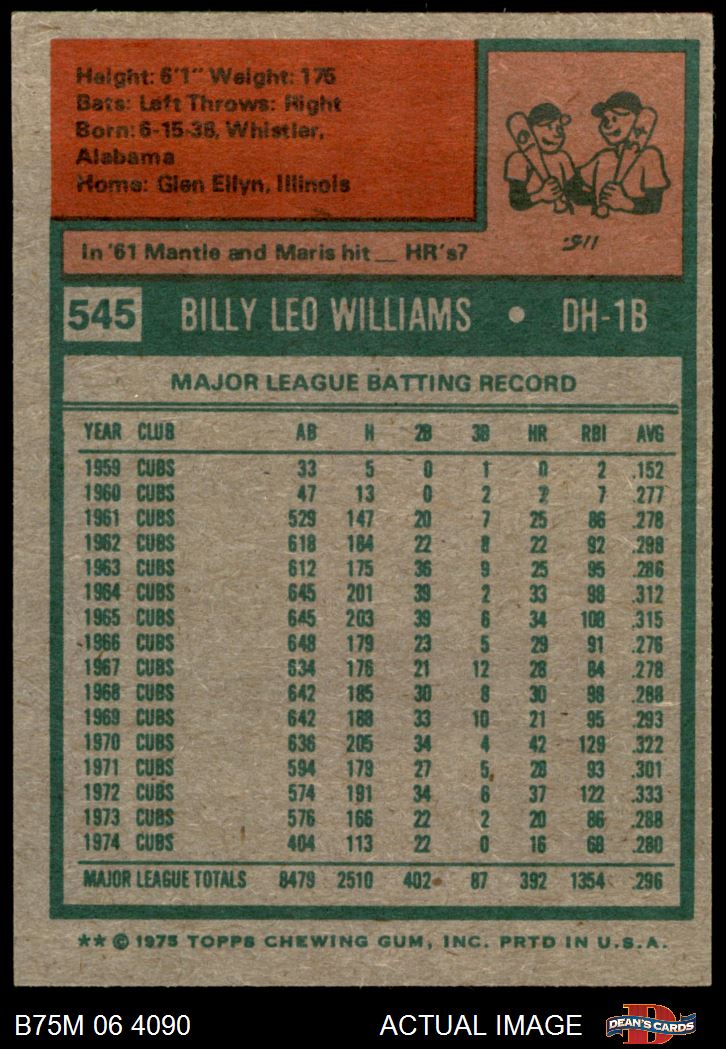 Height: 6'1" Weight: 175
Bats: Left Throws: Right
Born: 6-15-38, Whistler,
Alabama
Home: Glen Ellyn, Illinois
In '61 Mantle and Maris hit __ HR's?
545 BILLY LEO WILLIAMS • DH-1B
MAJOR LEAGUE BATTING RECORD
YEAR CLUB AB H 2B 3B HR RBI AVG
1959 CUBS 33 5 0 1 0 2 .152
1960 CUBS 47 13 0 2 2 7 .277
1961 CUBS 529 147 20 7 25 86 .278
1962 CUBS 618 184 22 8 22 92 .298
1963 CUBS 612 175 36 9 25 95 .286
1964 CUBS 645 201 39 2 33 98 .312
1965 CUBS 645 203 39 6 34 108 .315
1966 CUBS 648 179 23 5 29 91 .276
1967 CUBS 634 176 21 12 28 84 .278
1968 CUBS 642 185 30 8 30 98 .288
1969 CUBS 642 188 33 10 21 95 .293
1970 CUBS 636 205 34 4 42 129 .322
1971 CUBS 594 179 27 5 28 93 .301
1972 CUBS 574 191 34 6 37 122 .333
1973 CUBS 576 166 22 2 20 86 .288
1974 CUBS 404 113 22 0 16 68 .280
MAJOR LEAGUE TOTALS 8479 2510 402 87 392 1354 .296
** © 1975 TOPPS CHEWING GUM, INC. PRTD IN U.S.A.
B75M 06 4090 ACTUAL IMAGE DEAN'S CARDS